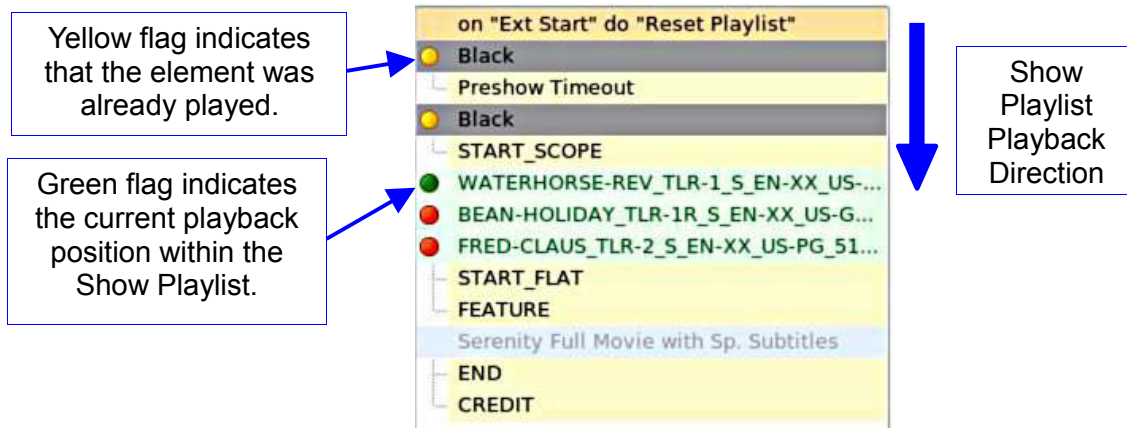 Yellow flag indicates
that the element was
already played.
Green flag indicates
the current playback
position within the
Show Playlist.
on "Ext Start" do "Reset Playlist"
Black
Preshow Timeout
Black
START_SCOPE
WATERHORSE-REV_TLR-1_S_EN-XX_US-...
BEAN-HOLIDAY_TLR-1R_S_EN-XX_US-G...
FRED-CLAUS_TLR-2_S_EN-XX_US-PG_51...
START_FLAT
FEATURE
Serenity Full Movie with Sp. Subtitles
END
CREDIT
Show
Playlist
Playback
Direction